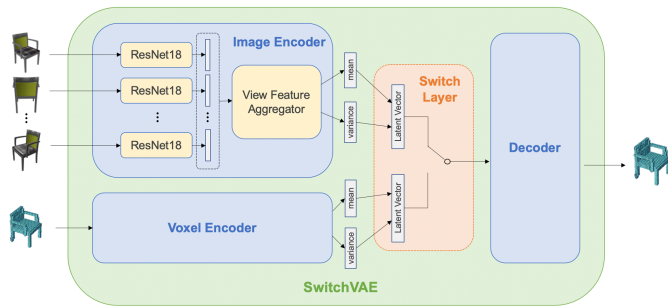 Image Encoder
ResNet18
ResNet18
ResNet18
View Feature
Aggregator
mean
variance
Switch
Layer
Latent Vector
Latent Vector
Decoder
Voxel Encoder
mean
variance
SwitchVAE